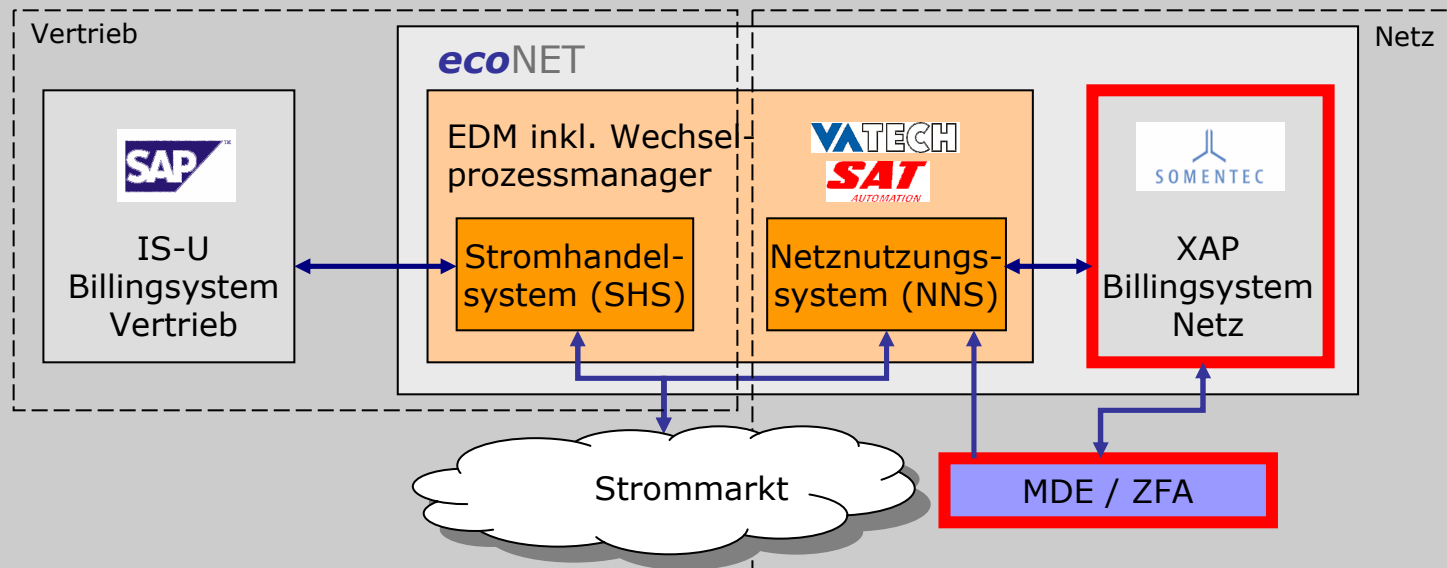 Vertrieb
Netz
ecoNET
SAP
™
IS-U
Billingsystem
Vertrieb
EDM inkl. Wechsel-
prozessmanager
VATECH
SAT
AUTOMATION
Stromhandel-
system (SHS)
Netznutzungs-
system (NNS)
SOMENTEC
XAP
Billingsystem
Netz
Strommarkt
MDE / ZFA